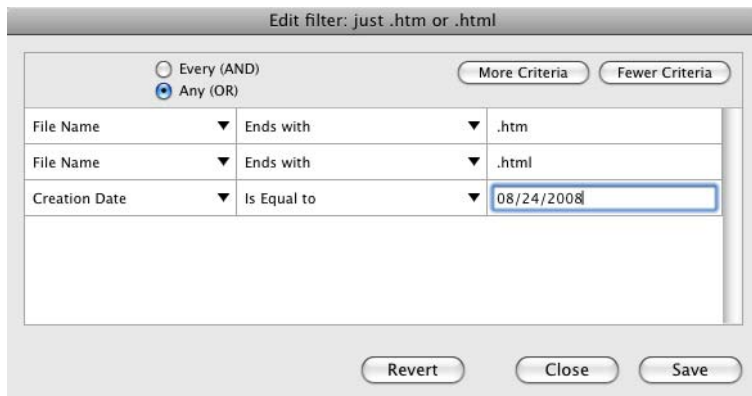 Edit filter: just .htm or .html
Every (AND)
Any (OR)
More Criteria Fewer Criteria
File Name Ends with .htm
File Name Ends with .html
Creation Date Is Equal to 08/24/2008
Revert Close Save